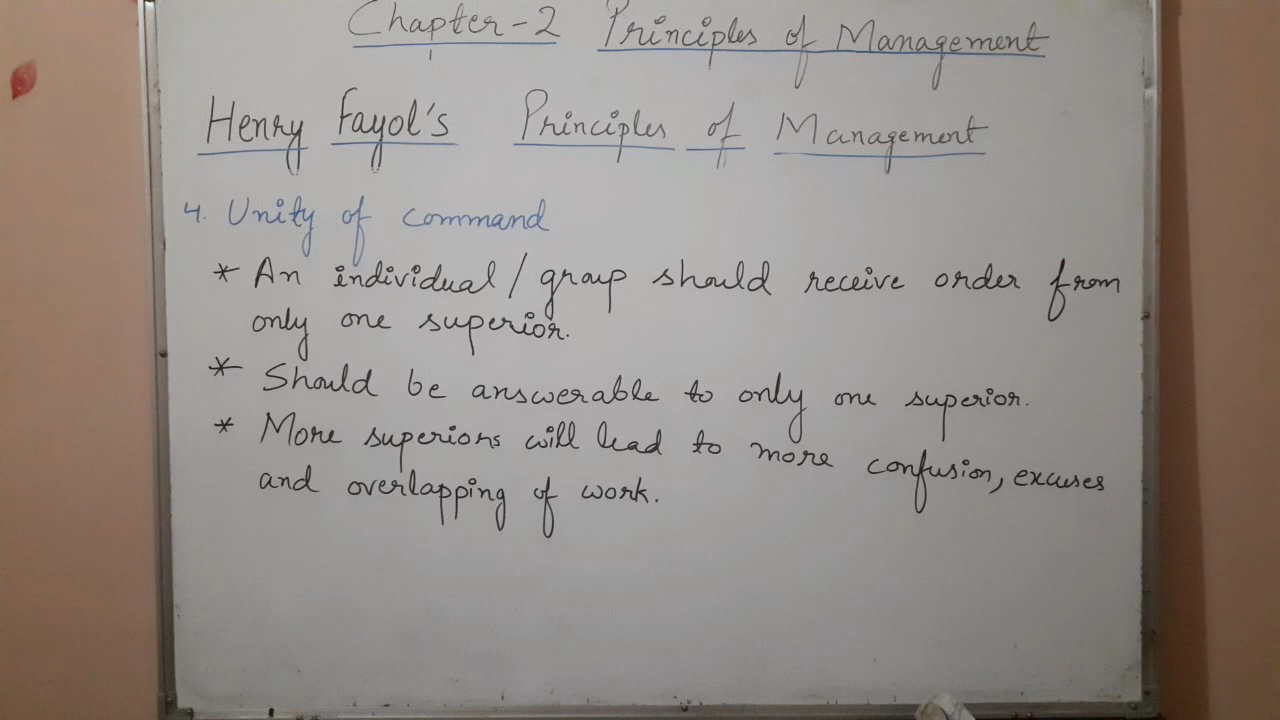 Chapter-2 Principles of Management
Henry Fayol's Principles of Management
4. Unity of command
* An individual/group should receive order from
only one superior.
* Should be answerable to only one superior.
* More superiors will lead to more confusion, excuses
and overlapping of work.